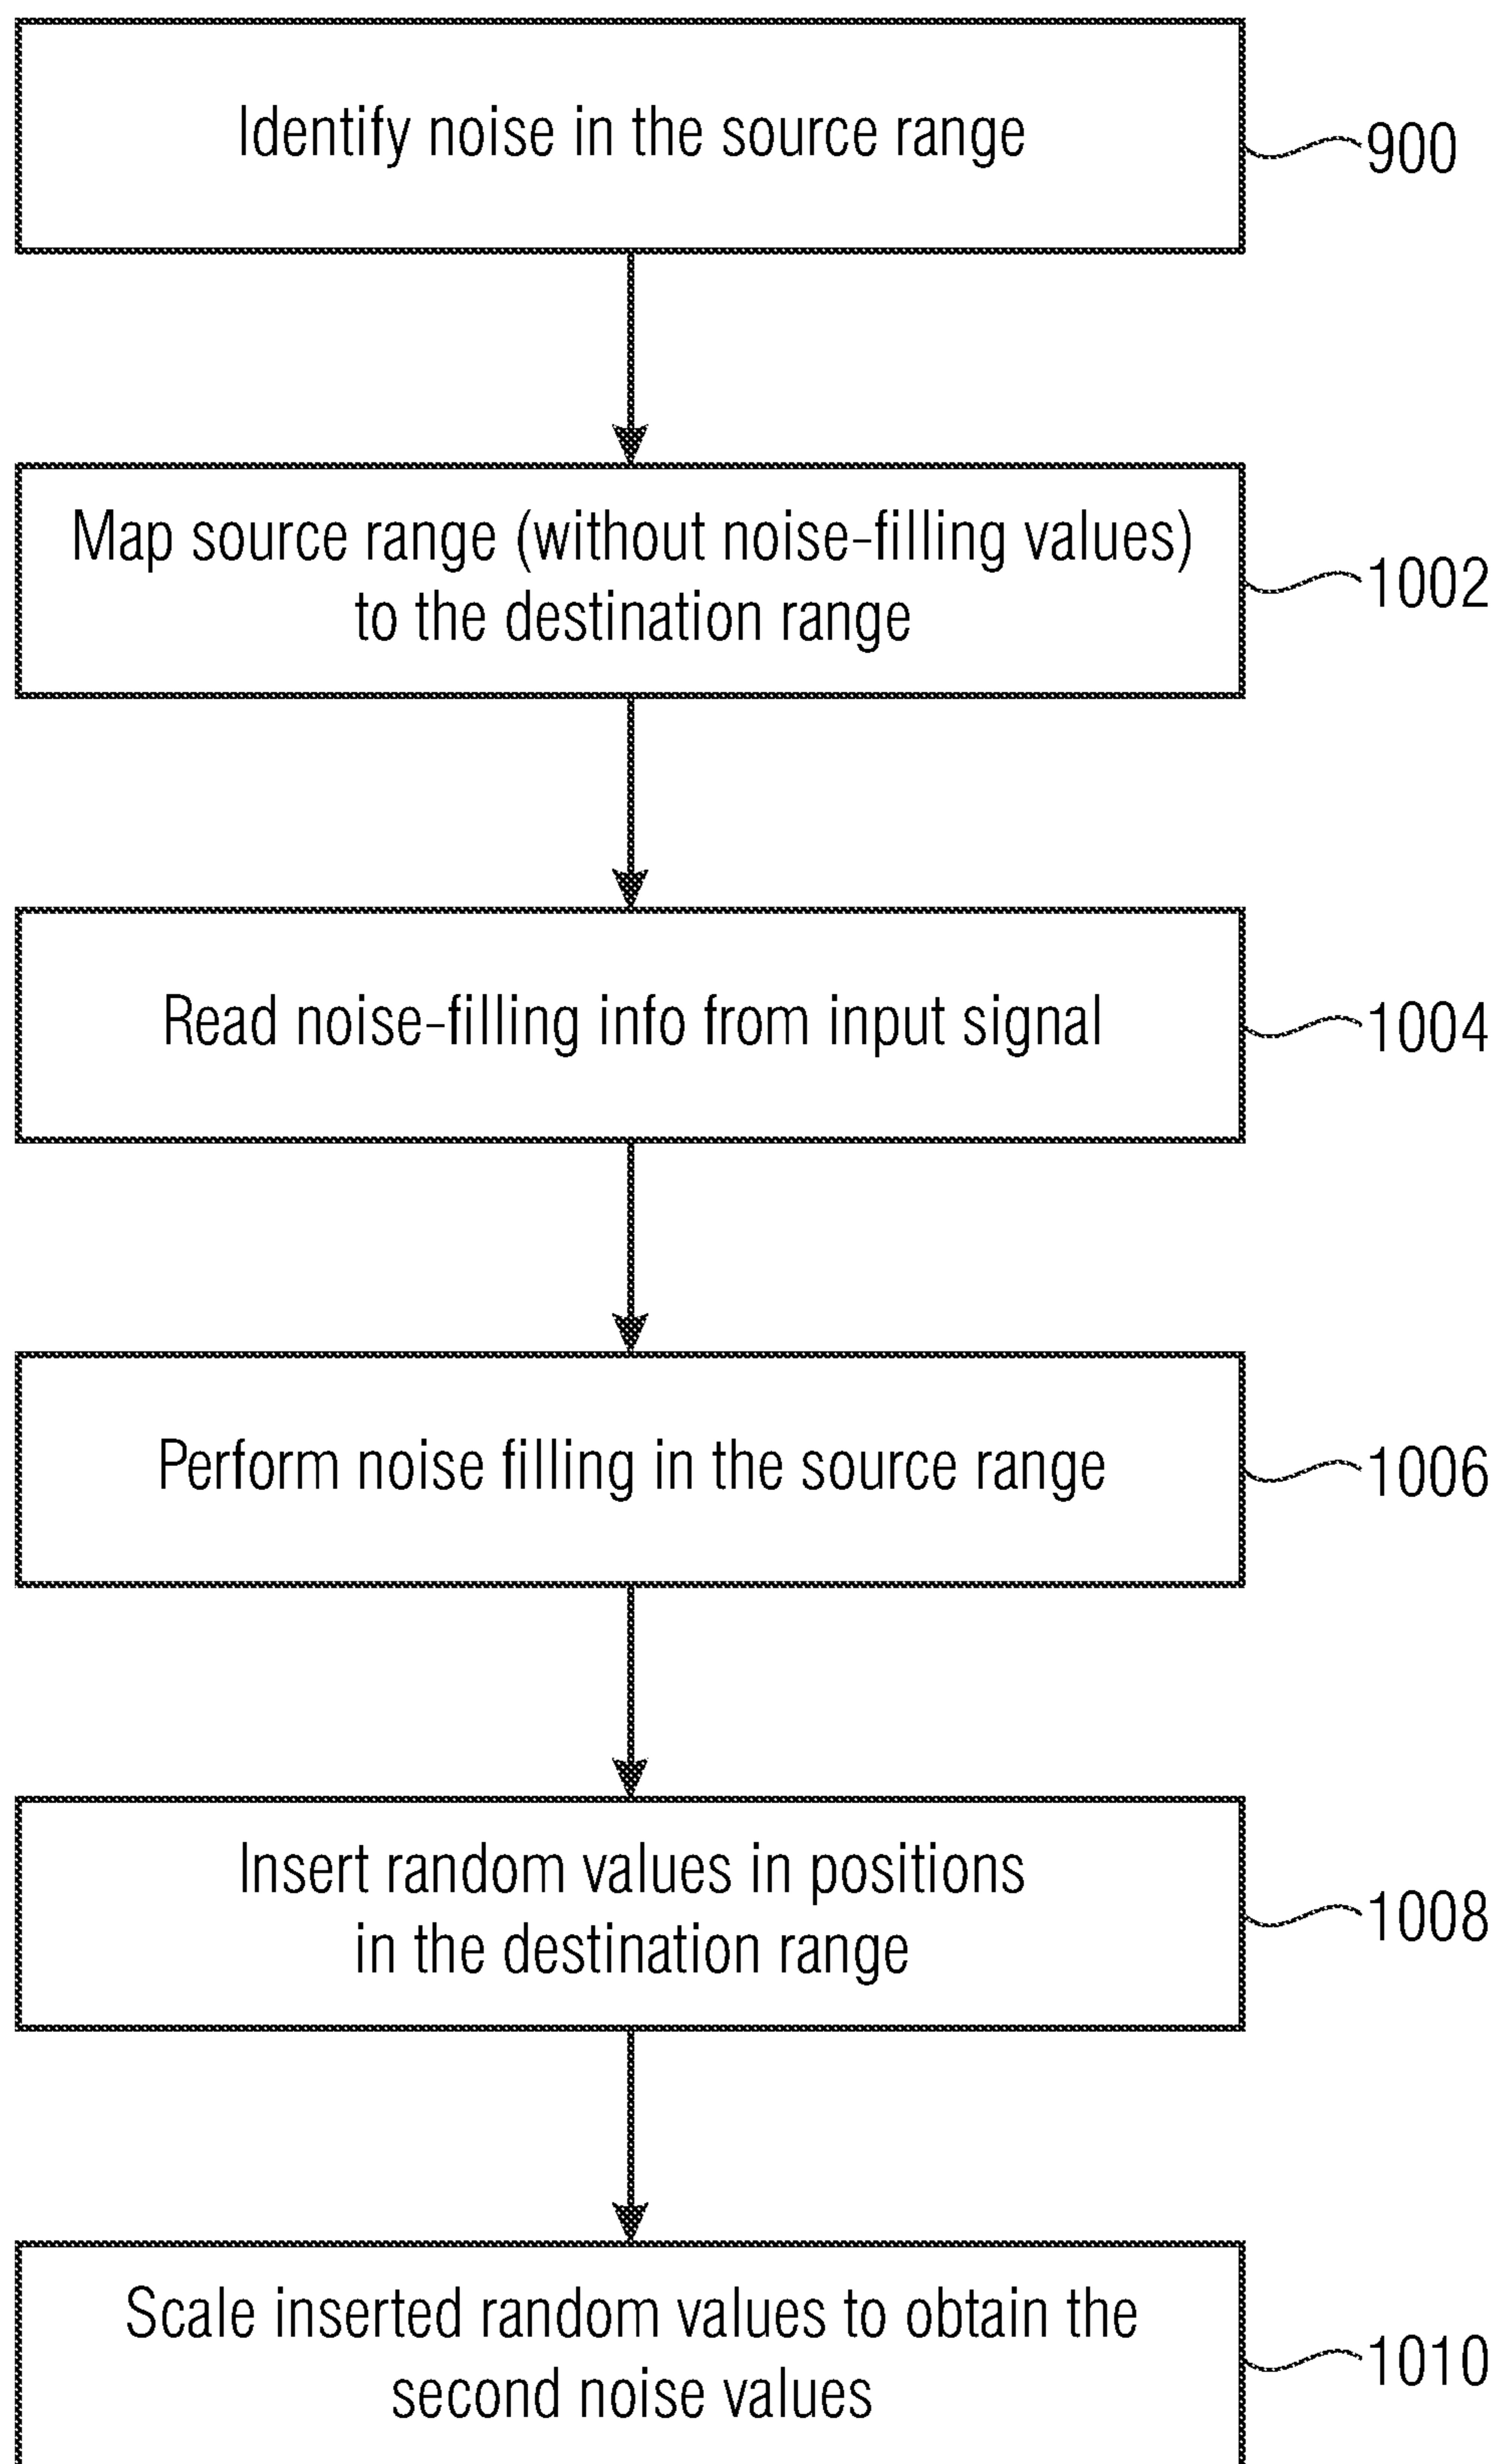 Identify noise in the source range
900
Map source range (without noise-filling values)
to the destination range
1002
Read noise-filling info from input signal
1004
Perform noise filling in the source range
1006
Insert random values in positions
in the destination range
1008
Scale inserted random values to obtain the
second noise values
1010